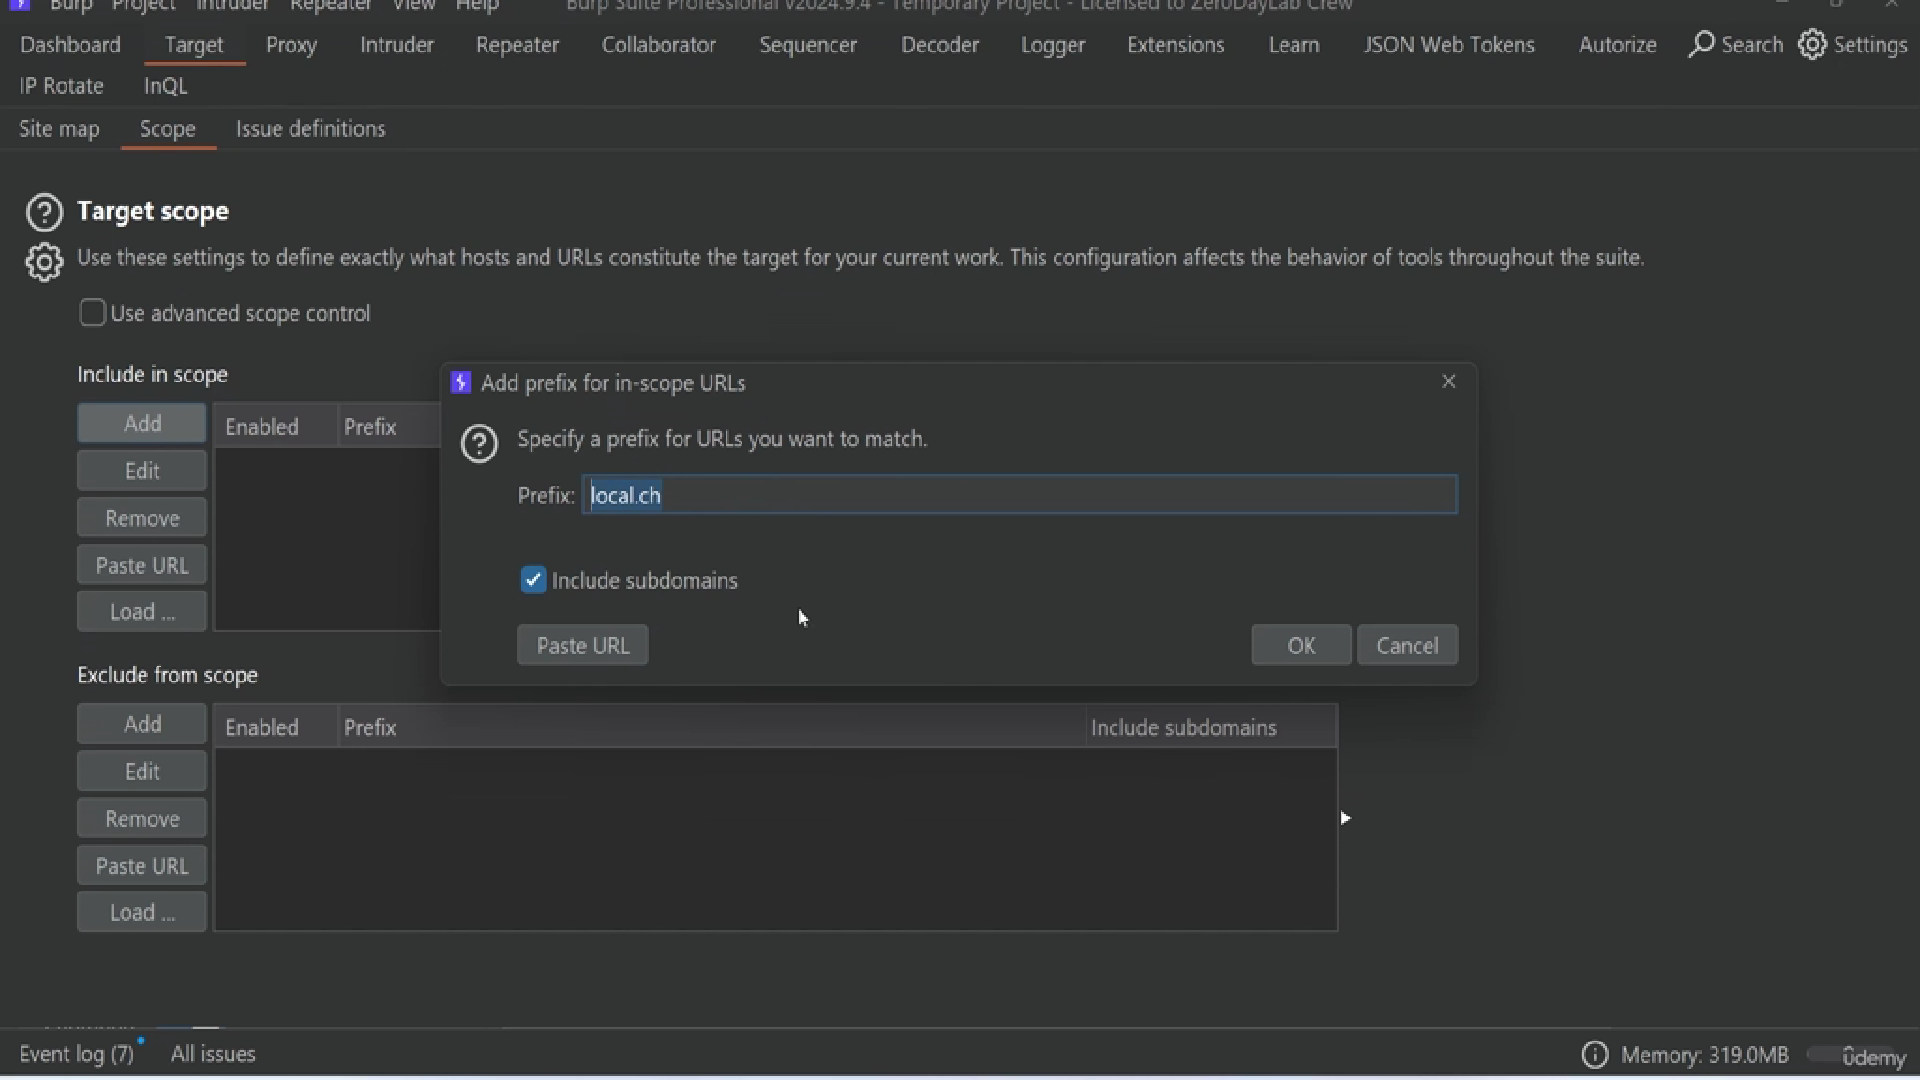 Burp Project Intruder Repeater View Help Burp Suite Professional v2024.9.4 - Temporary Project - Licensed to ZeroDayLab Crew
Dashboard Target Proxy Intruder Repeater Collaborator Sequencer Decoder Logger Extensions Learn JSON Web Tokens Autorize Search Settings
IP Rotate InQL
Site map Scope Issue definitions
Target scope
Use these settings to define exactly what hosts and URLs constitute the target for your current work. This configuration affects the behavior of tools throughout the suite.
Use advanced scope control
Include in scope
Add Enabled Prefix
Edit
Remove
Paste URL
Load ...
Add prefix for in-scope URLs
Specify a prefix for URLs you want to match.
Prefix: local.ch
Include subdomains
Paste URL OK Cancel
Exclude from scope
Add Enabled Prefix Include subdomains
Edit
Remove
Paste URL
Load ...
Event log (7) All issues Memory: 319.0MB ûdemy